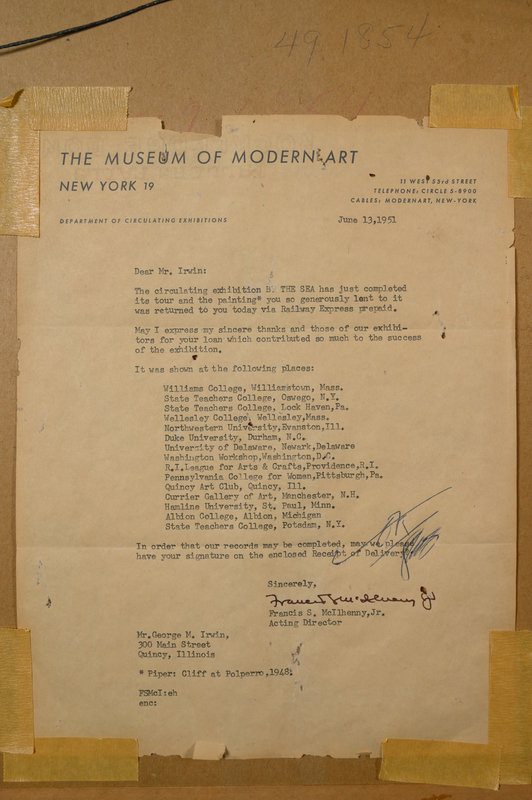 49.1854
THE MUSEUM OF MODERN ART
NEW YORK 19
11 WEST 53rd STREET
TELEPHONE: CIRCLE 5-8900
CABLES: MODERNART, NEW-YORK
DEPARTMENT OF CIRCULATING EXHIBITIONS
June 13,1951
Dear Mr. Irwin:
The circulating exhibition BY THE SEA has just completed
its tour and the painting* you so generously lent to it
was returned to you today via Railway Express prepaid.
May I express my sincere thanks and those of our exhibi-
tors for your loan which contributed so much to the success
of the exhibition.
It was shown at the following places:
Williams College, Williamstown, Mass.
State Teachers College, Oswego, N.Y.
State Teachers College, Lock Haven,Pa.
Wellesley College, Wellesley,Mass.
Northwestern University,Evanston,Ill.
Duke University, Durham, N.C.
University of Delaware, Newark,Delaware
Washington Workshop,Washington,D.C.
R.I.League for Arts & Crafts,Providence,R.I.
Pennsylvania College for Women,Pittsburgh,Pa.
Quincy Art Club, Quincy, Ill.
Currier Gallery of Art, Manchester, N.H.
Hamline University, St. Paul, Minn.
Albion College, Albion, Michigan
State Teachers College, Potsdam, N.Y.
In order that our records may be completed, may we please
have your signature on the enclosed Receipt of Delivery
Sincerely,
Francis S. McIlhenny Jr
Francis S. McIlhenny,Jr.
Acting Director
Mr.George M. Irwin,
300 Main Street
Quincy, Illinois
* Piper: Cliff at Polperro,1948.
FSMcI:eh
enc: